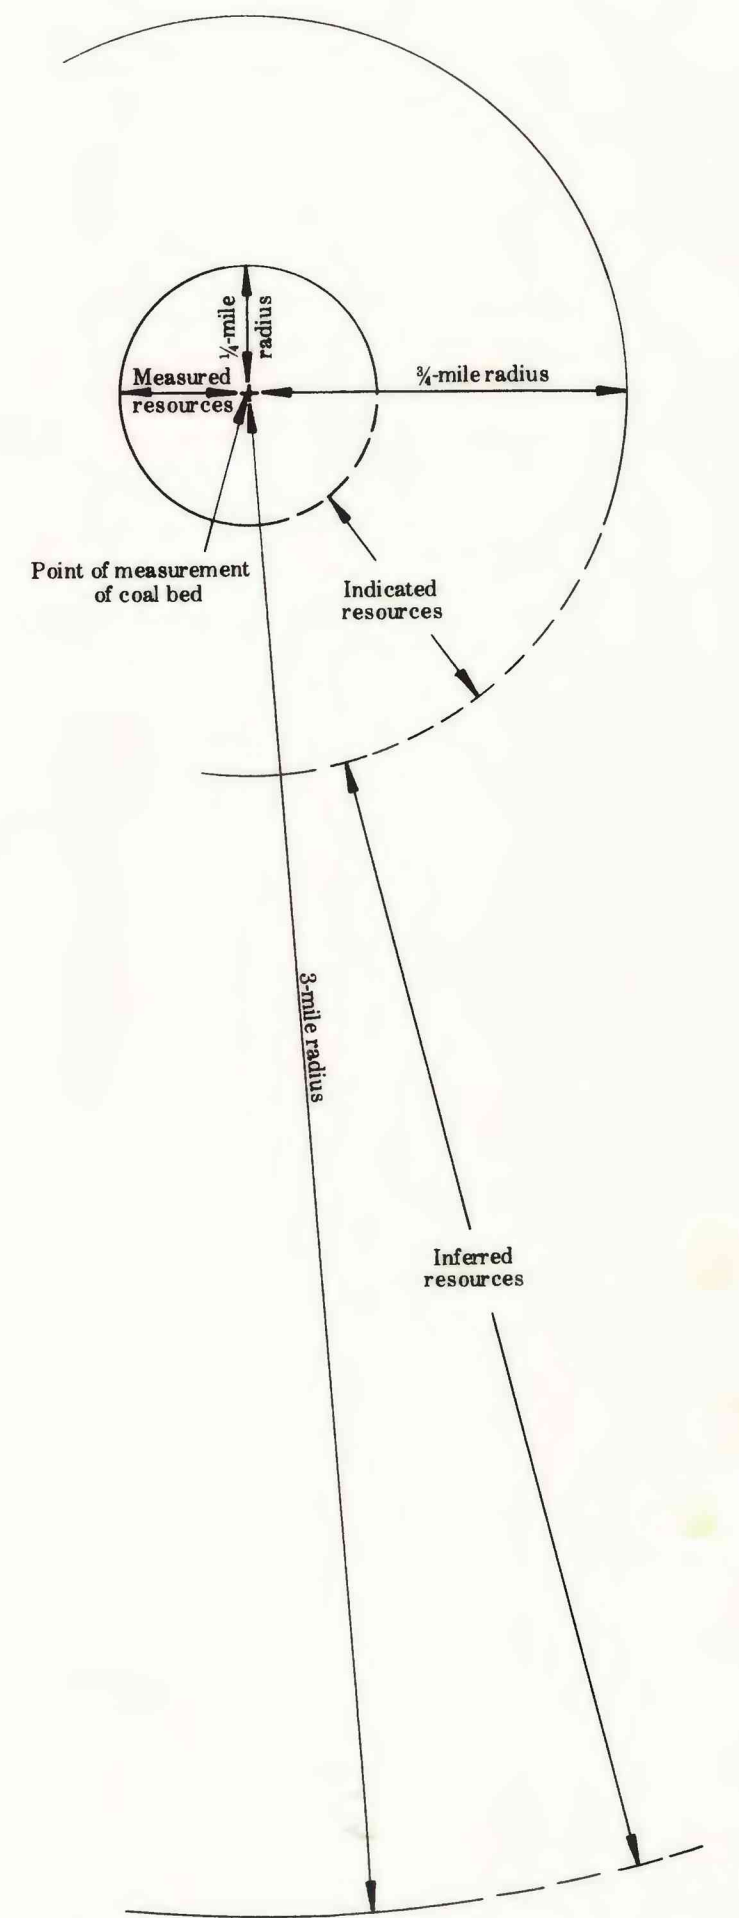 ¼-mile
radius
Measured
resources
¾-mile radius
Point of measurement
of coal bed
Indicated
resources
3-mile radius
Inferred
resources